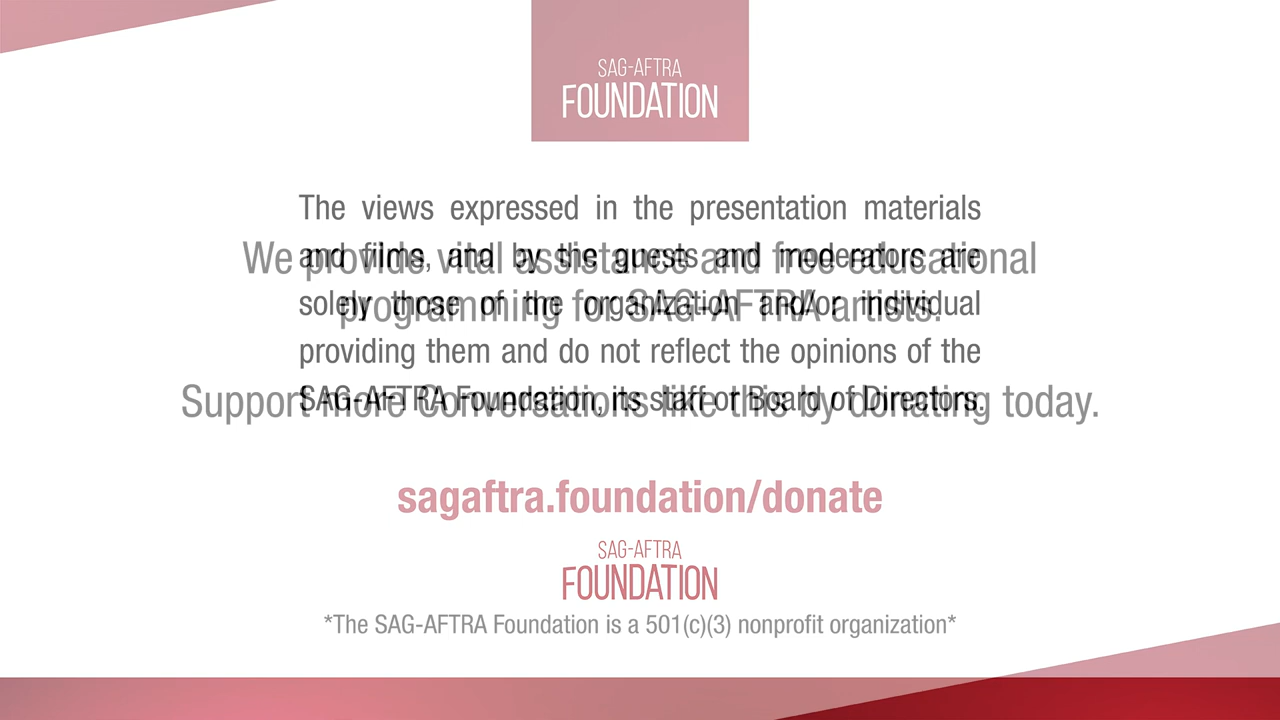 SAG-AFTRA
FOUNDATION
The views expressed in the presentation materials
and films, and by the guests and moderators are
We provide vital assistance and free educational
solely those of the organization and/or individual
programming for SAG-AFTRA artists.
providing them and do not reflect the opinions of the
SAG-AFTRA Foundation, its staff or Board of Directors.
Support more Conversations like this by donating today.
sagaftra.foundation/donate
SAG-AFTRA
FOUNDATION
*The SAG-AFTRA Foundation is a 501(c)(3) nonprofit organization*